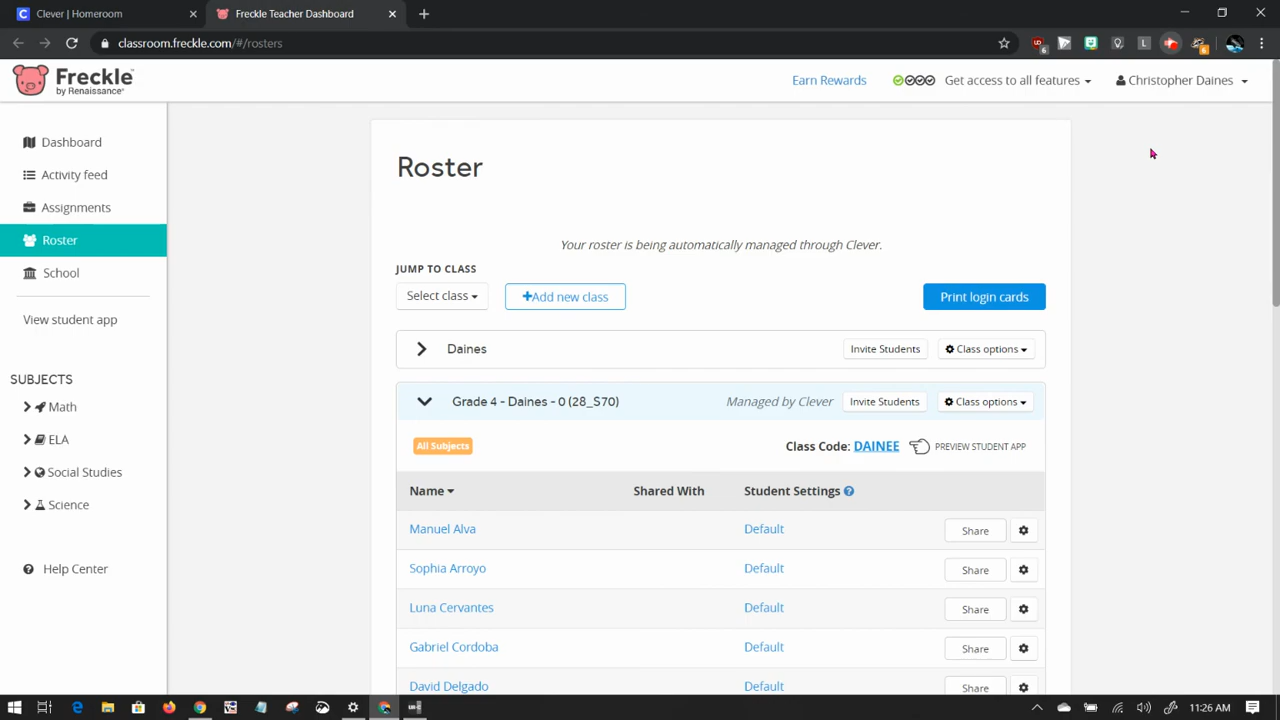 Clever | Homeroom
Freckle Teacher Dashboard
classroom.freckle.com/#/rosters
Freckle
by Renaissance®
Earn Rewards
Get access to all features
Christopher Daines
Dashboard
Activity feed
Assignments
Roster
School
View student app
SUBJECTS
Math
ELA
Social Studies
Science
Help Center
Roster
Your roster is being automatically managed through Clever.
JUMP TO CLASS
Select class
+Add new class
Print login cards
Daines
Invite Students
Class options
Grade 4 - Daines - 0 (28_S70)
Managed by Clever
Invite Students
Class options
All Subjects
Class Code: DAINEE
PREVIEW STUDENT APP
Name
Shared With
Student Settings
Manuel Alva
Default
Share
Sophia Arroyo
Default
Share
Luna Cervantes
Default
Share
Gabriel Cordoba
Default
Share
David Delgado
Default
Share
11:26 AM